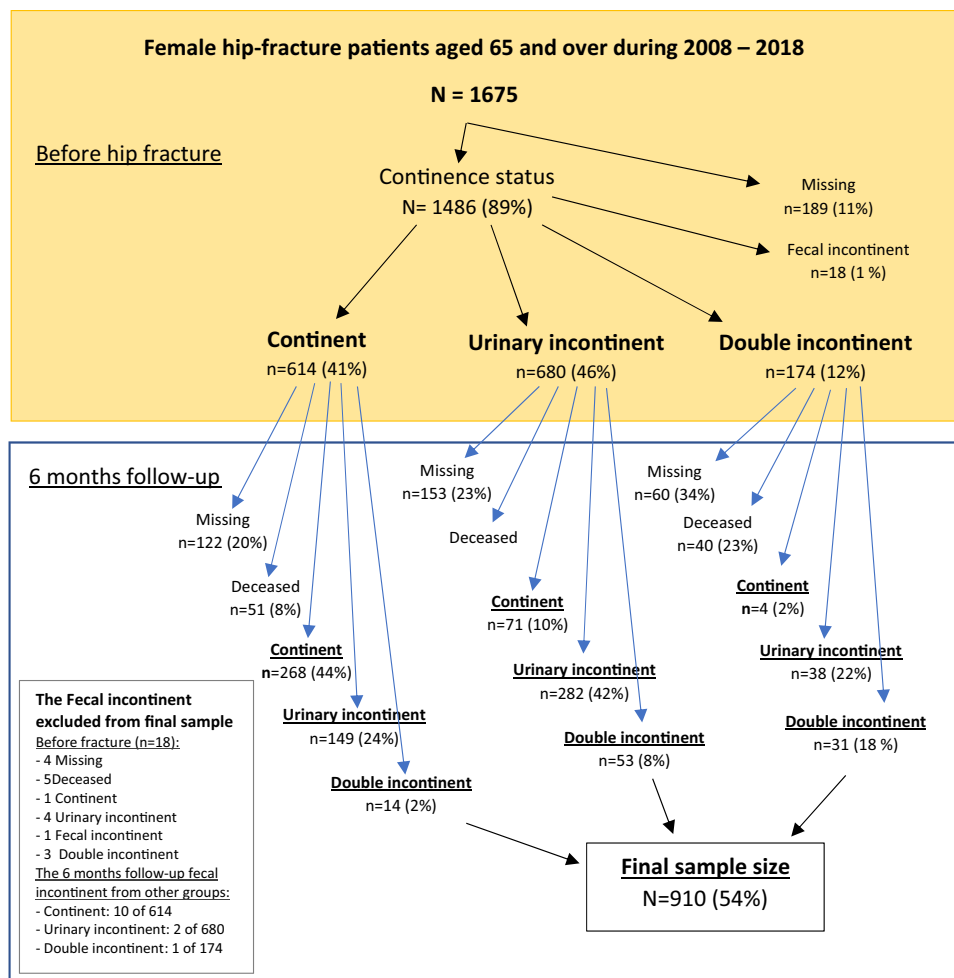 Female hip-fracture patients aged 65 and over during 2008 – 2018
N = 1675
Before hip fracture
Continence status
N= 1486 (89%)
Missing
n=189 (11%)
Fecal incontinent
n=18 (1 %)
Continent
n=614 (41%)
Urinary incontinent
n=680 (46%)
Double incontinent
n=174 (12%)
6 months follow-up
Missing
n=122 (20%)
Deceased
n=51 (8%)
Continent
n=268 (44%)
Urinary incontinent
n=149 (24%)
Double incontinent
n=14 (2%)
Missing
n=153 (23%)
Deceased
Continent
n=71 (10%)
Urinary incontinent
n=282 (42%)
Double incontinent
n=53 (8%)
Missing
n=60 (34%)
Deceased
n=40 (23%)
Continent
n=4 (2%)
Urinary incontinent
n=38 (22%)
Double incontinent
n=31 (18 %)
The Fecal incontinent
excluded from final sample
Before fracture (n=18):
- 4 Missing
- 5Deceased
- 1 Continent
- 4 Urinary incontinent
- 1 Fecal incontinent
- 3 Double incontinent
The 6 months follow-up fecal
incontinent from other groups:
- Continent: 10 of 614
- Urinary incontinent: 2 of 680
- Double incontinent: 1 of 174
Final sample size
N=910 (54%)